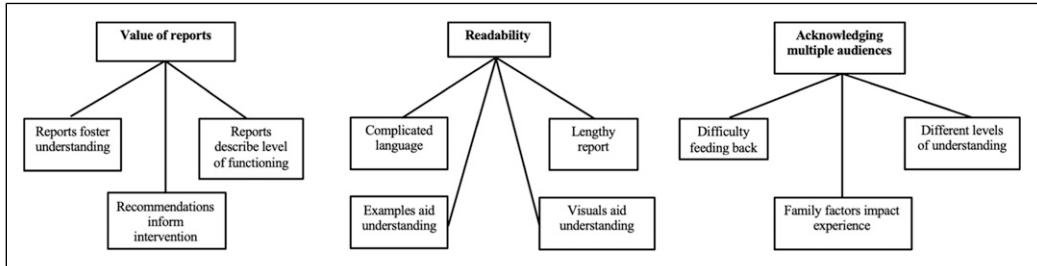 Value of reports
Reports foster
understanding
Reports
describe level
of functioning
Recommendations
inform
intervention
Readability
Complicated
language
Lengthy
report
Examples aid
understanding
Visuals aid
understanding
Acknowledging
multiple audiences
Difficulty
feeding back
Different levels
of understanding
Family factors impact
experience